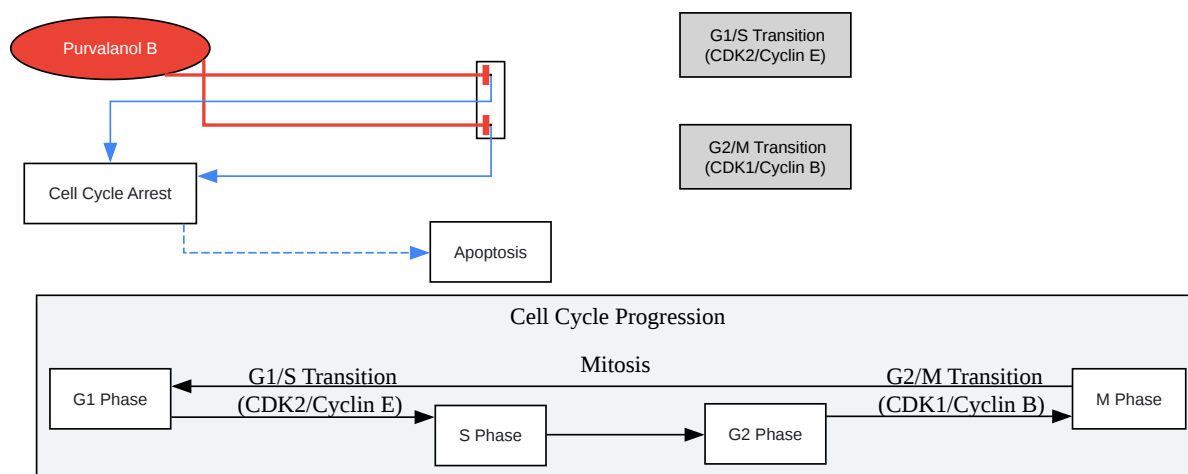 Purvalanol B
G1/S Transition
(CDK2/Cyclin E)
G2/M Transition
(CDK1/Cyclin B)
Cell Cycle Arrest
Apoptosis
Cell Cycle Progression
Mitosis
G1/S Transition
(CDK2/Cyclin E)
G2/M Transition
(CDK1/Cyclin B)
G1 Phase
S Phase
G2 Phase
M Phase